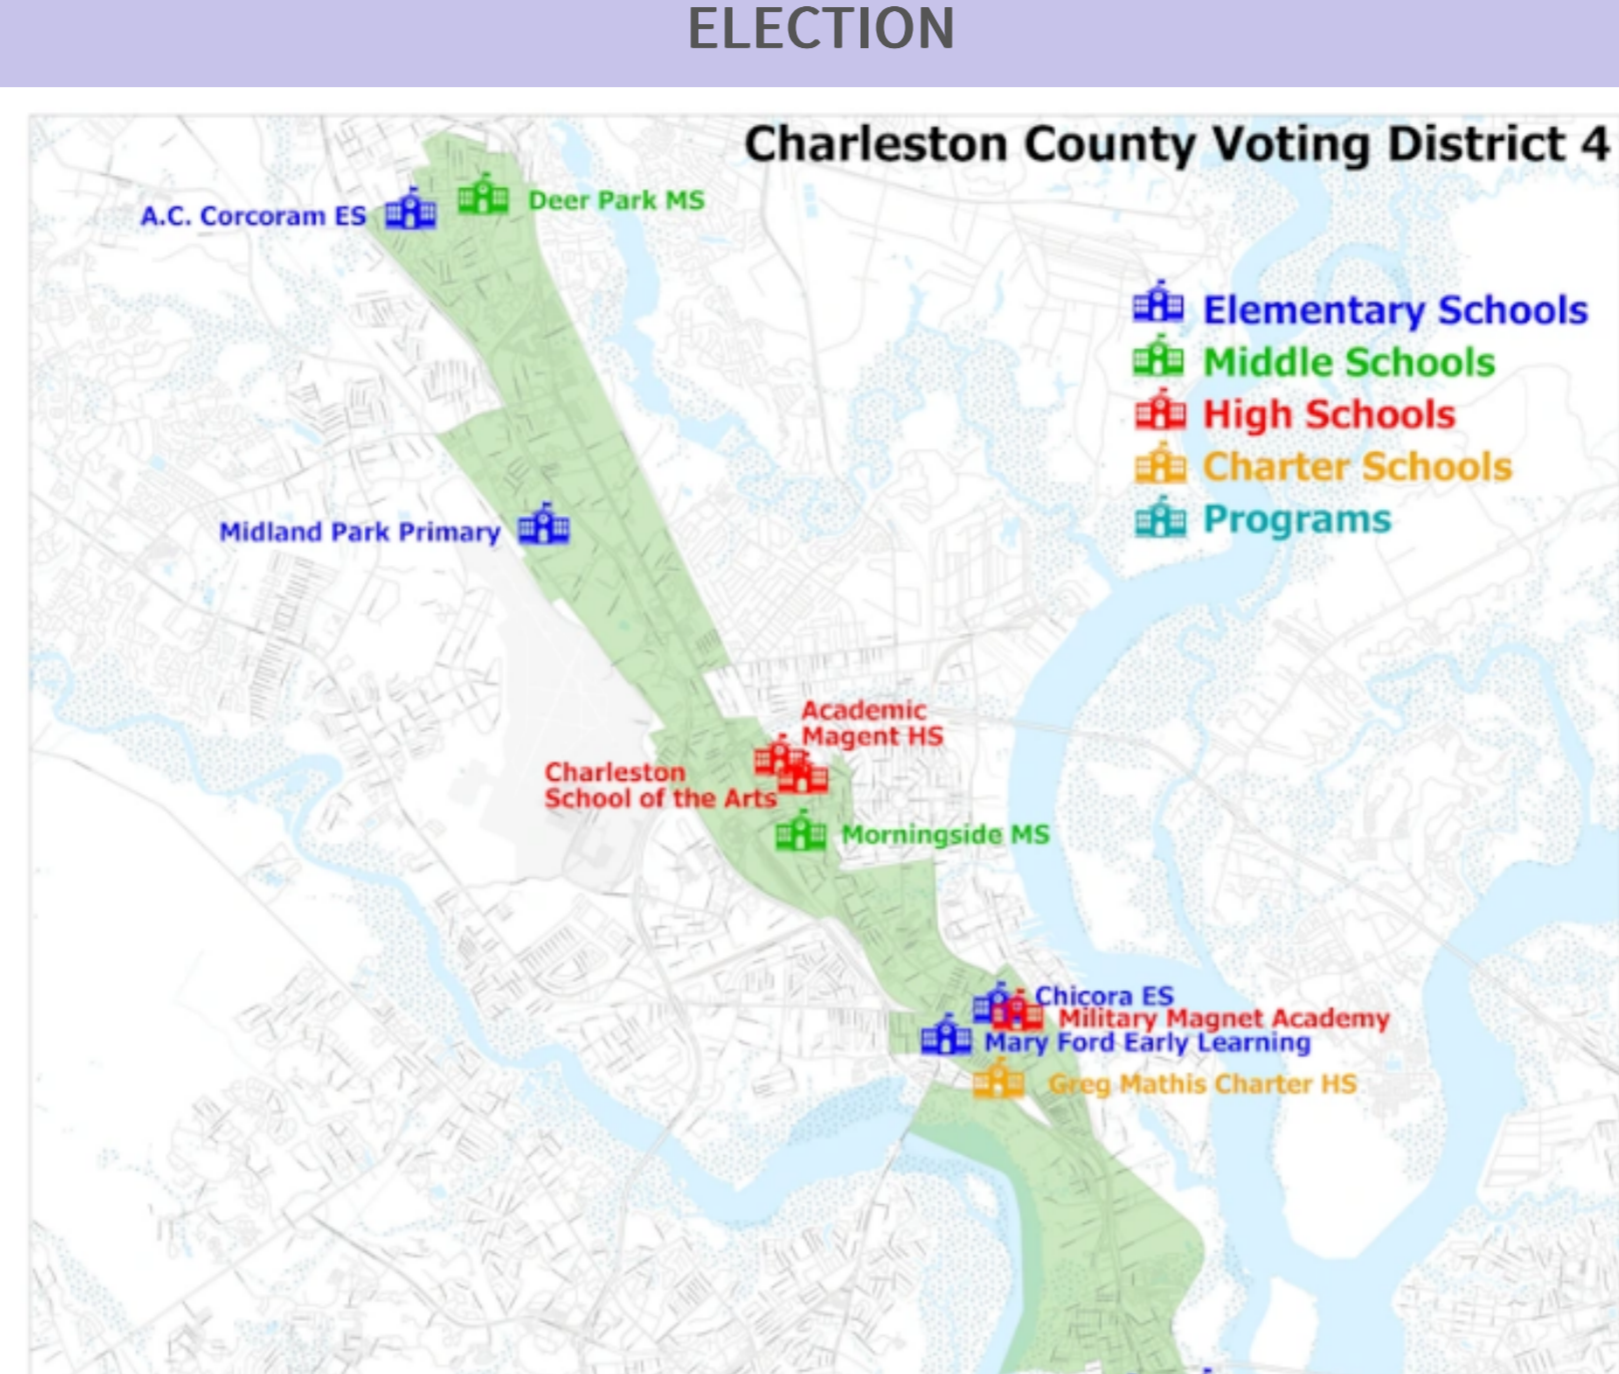 ELECTION
Charleston County Voting District 4
A.C. Corcoram ES
Deer Park MS
Elementary Schools
Middle Schools
High Schools
Charter Schools
Programs
Midland Park Primary
Academic
Magent HS
Charleston
School of the Arts
Morningside MS
Chicora ES
Military Magnet Academy
Mary Ford Early Learning
Greg Mathis Charter HS